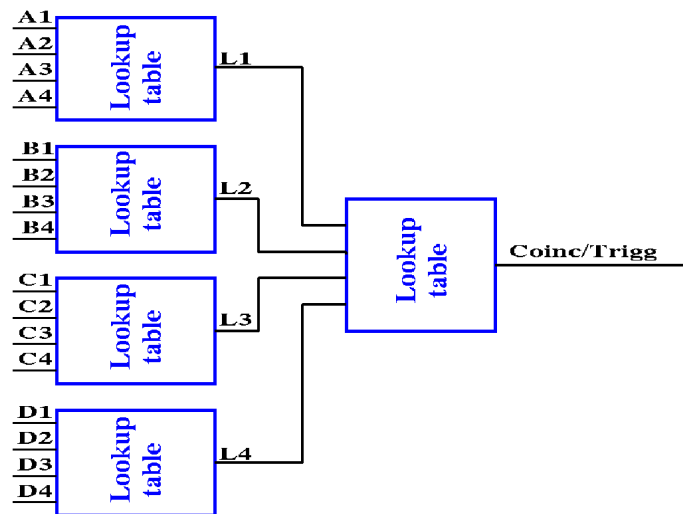 A1
A2
A3
A4
Lookup
table
L1
B1
B2
B3
B4
Lookup
table
L2
C1
C2
C3
C4
Lookup
table
L3
D1
D2
D3
D4
Lookup
table
L4
Lookup
table
Coinc/Trigg